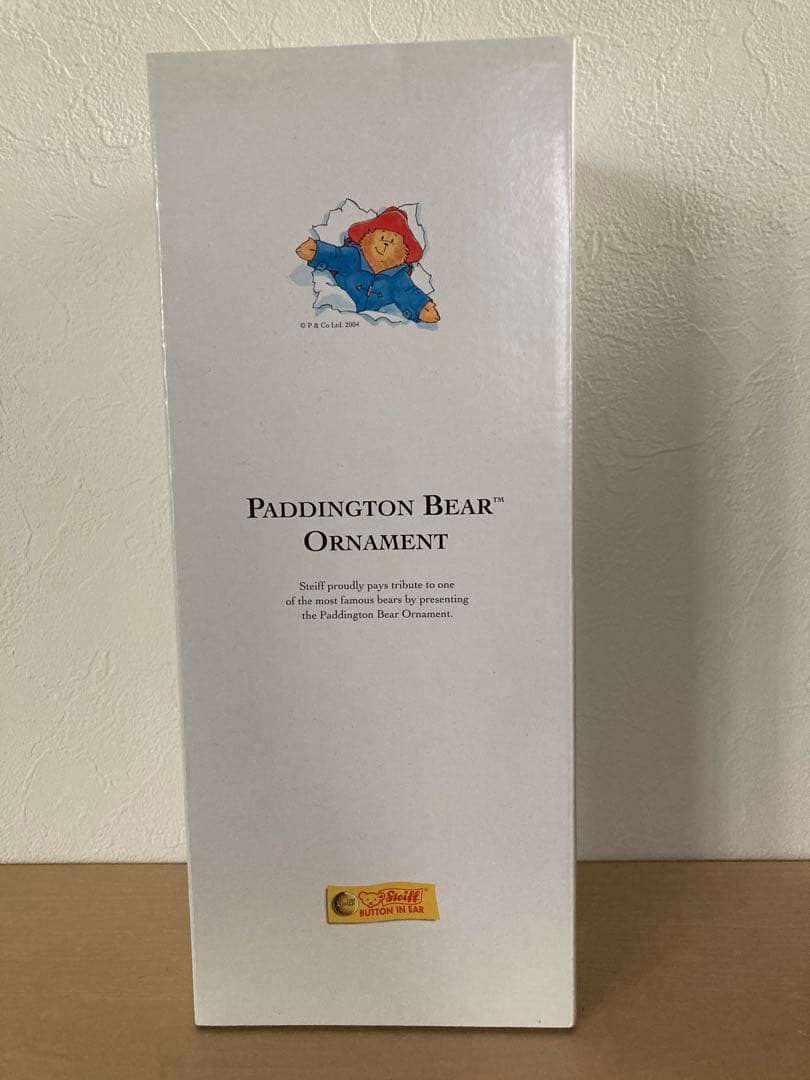 © P & Co Ltd. 2004
PADDINGTON BEAR™
ORNAMENT
Steiff proudly pays tribute to one
of the most famous bears by presenting
the Paddington Bear Ornament.
Steiff®
BUTTON IN EAR